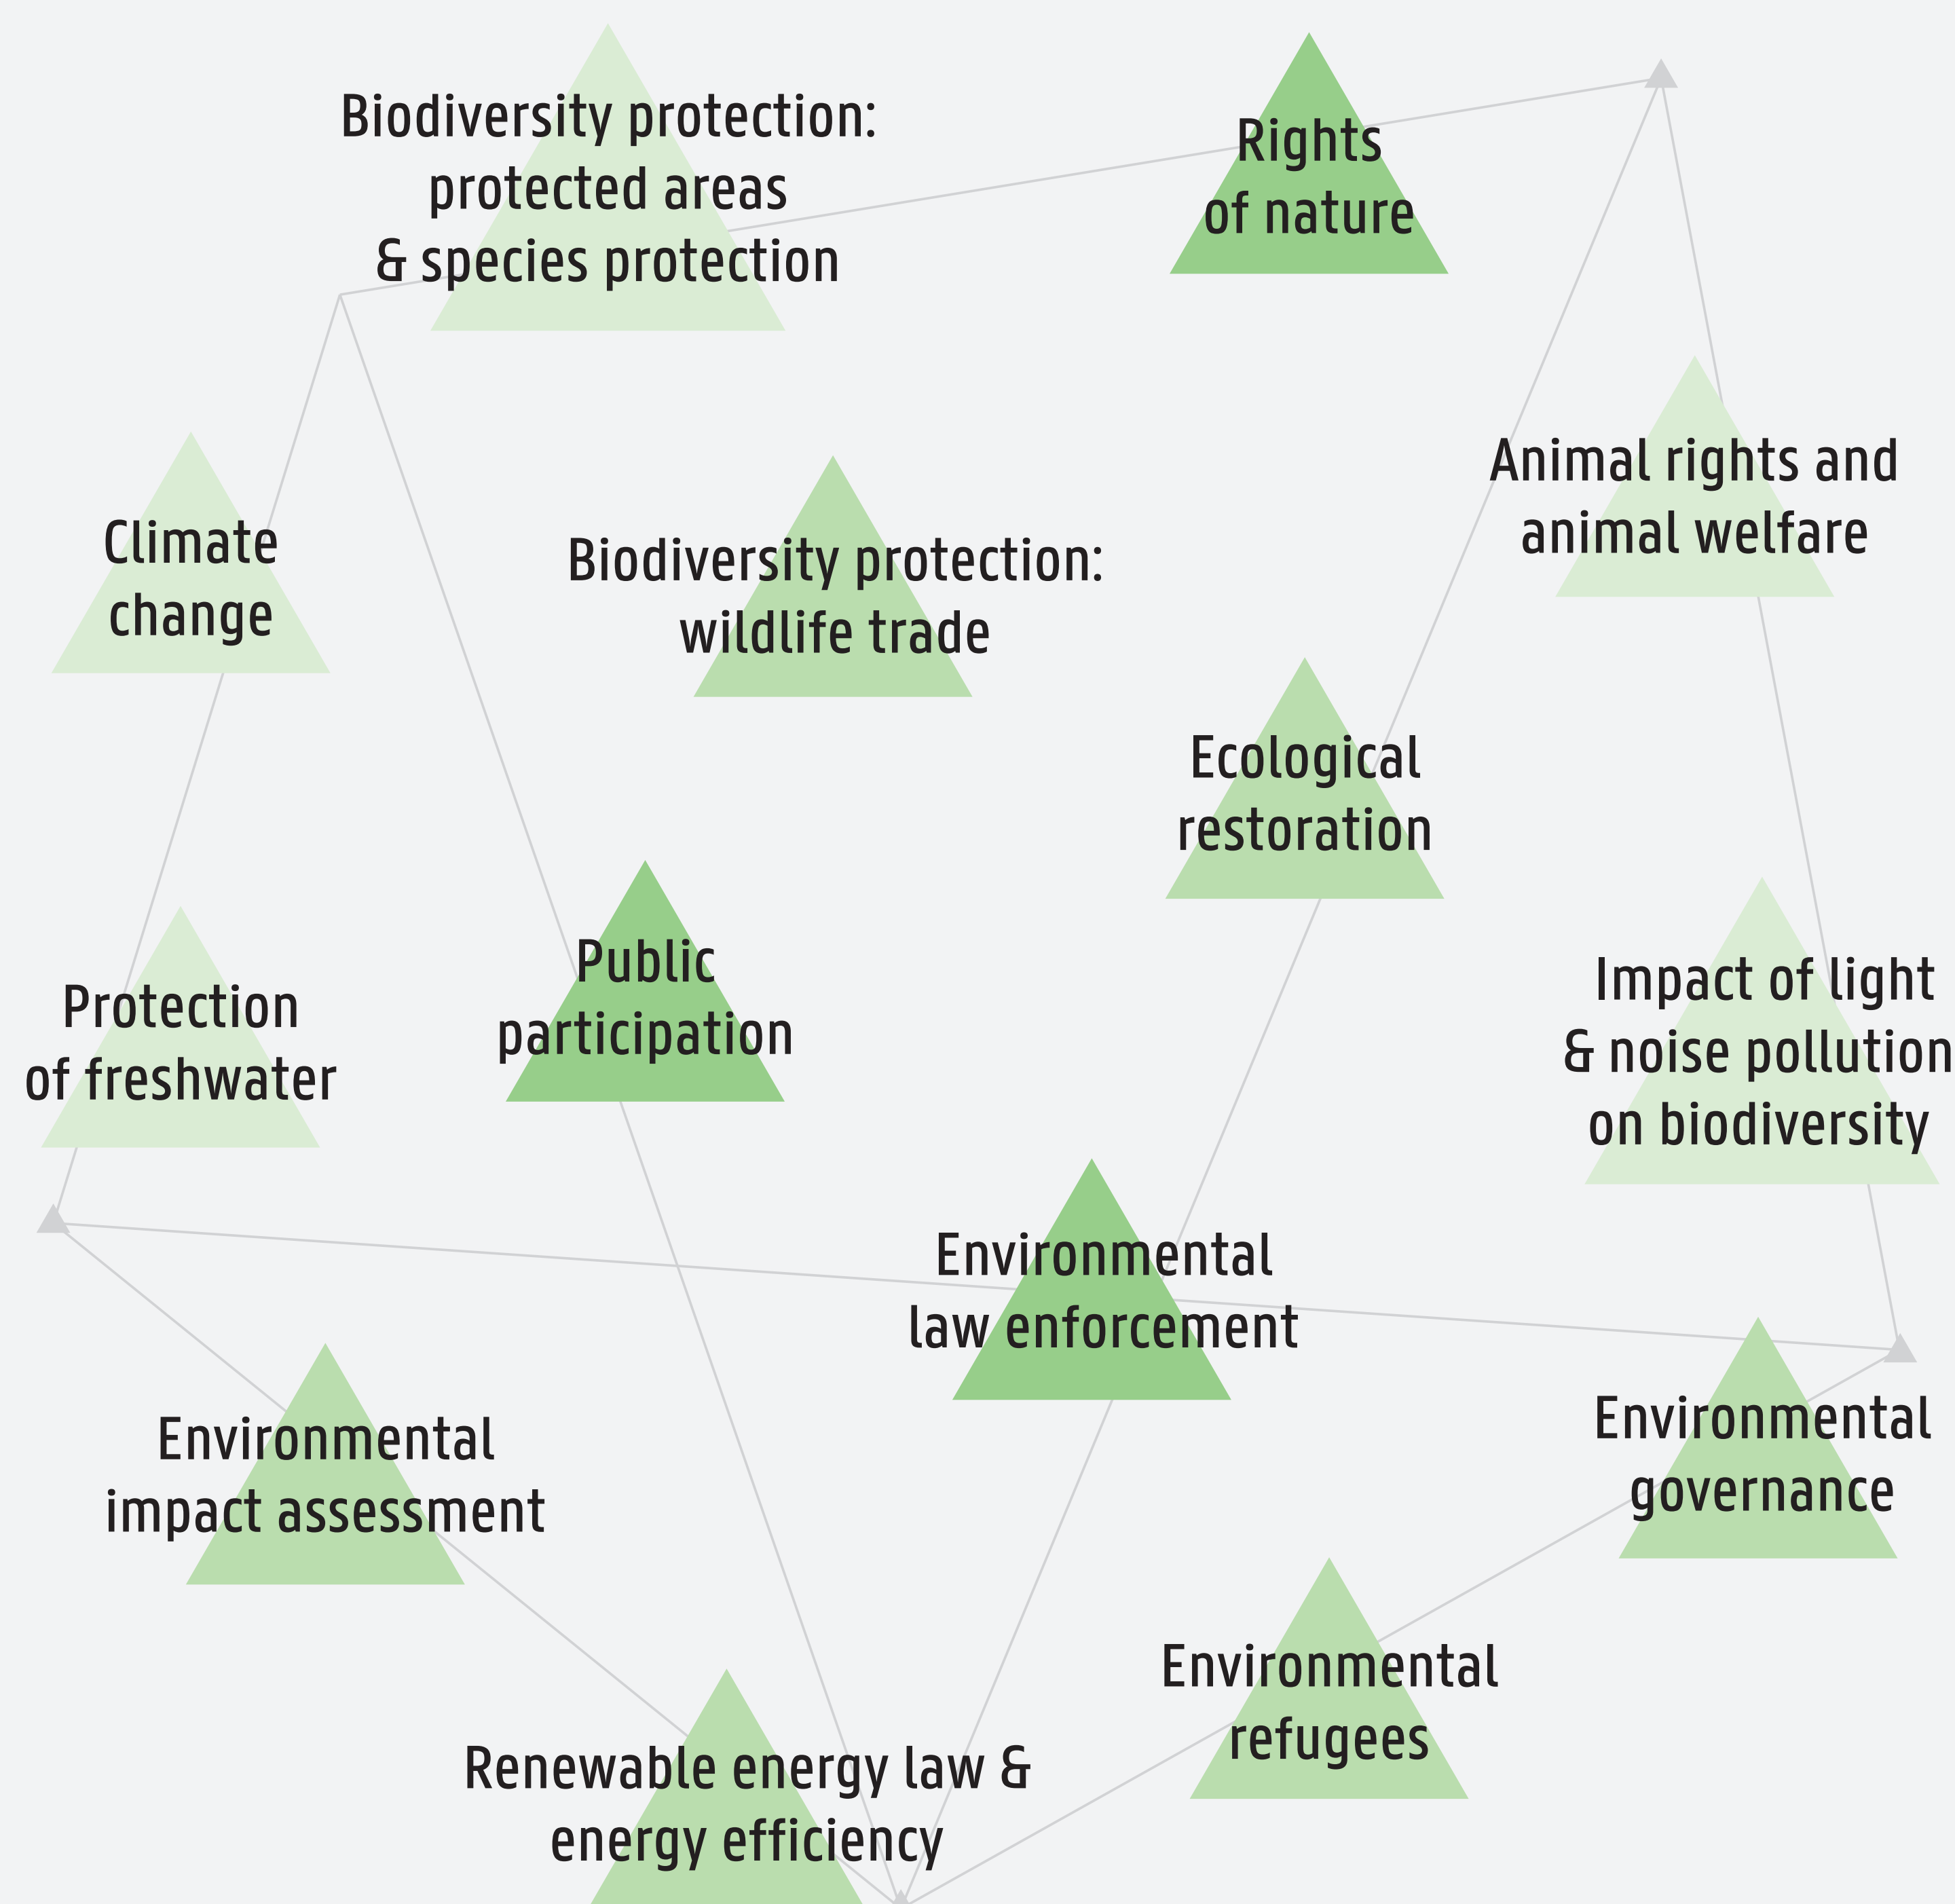 Biodiversity protection:
protected areas
& species protection
Rights
of nature
Climate
change
Biodiversity protection:
wildlife trade
Animal rights and
animal welfare
Ecological
restoration
Protection
of freshwater
Public
participation
Impact of light
& noise pollution
on biodiversity
Environmental
law enforcement
Environmental
impact assessment
Environmental
governance
Environmental
refugees
Renewable energy law &
energy efficiency